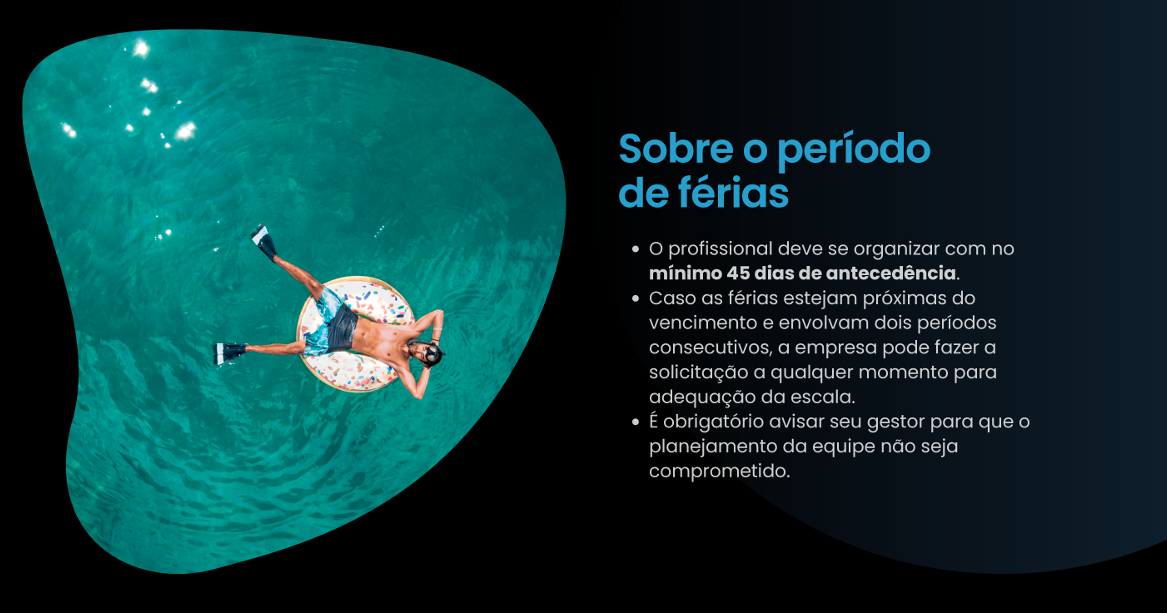 Sobre o período
de férias
• O profissional deve se organizar com no
mínimo 45 dias de antecedência.
• Caso as férias estejam próximas do
vencimento e envolvam dois períodos
consecutivos, a empresa pode fazer a
solicitação a qualquer momento para
adequação da escala.
• É obrigatório avisar seu gestor para que o
planejamento da equipe não seja
comprometido.